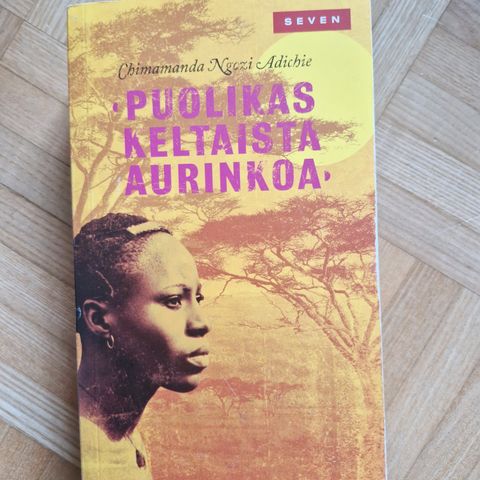 SEVEN
Chimamanda Ngozi Adichie
‹PUOLIKAS
KELTAISTA
AURINKOA›